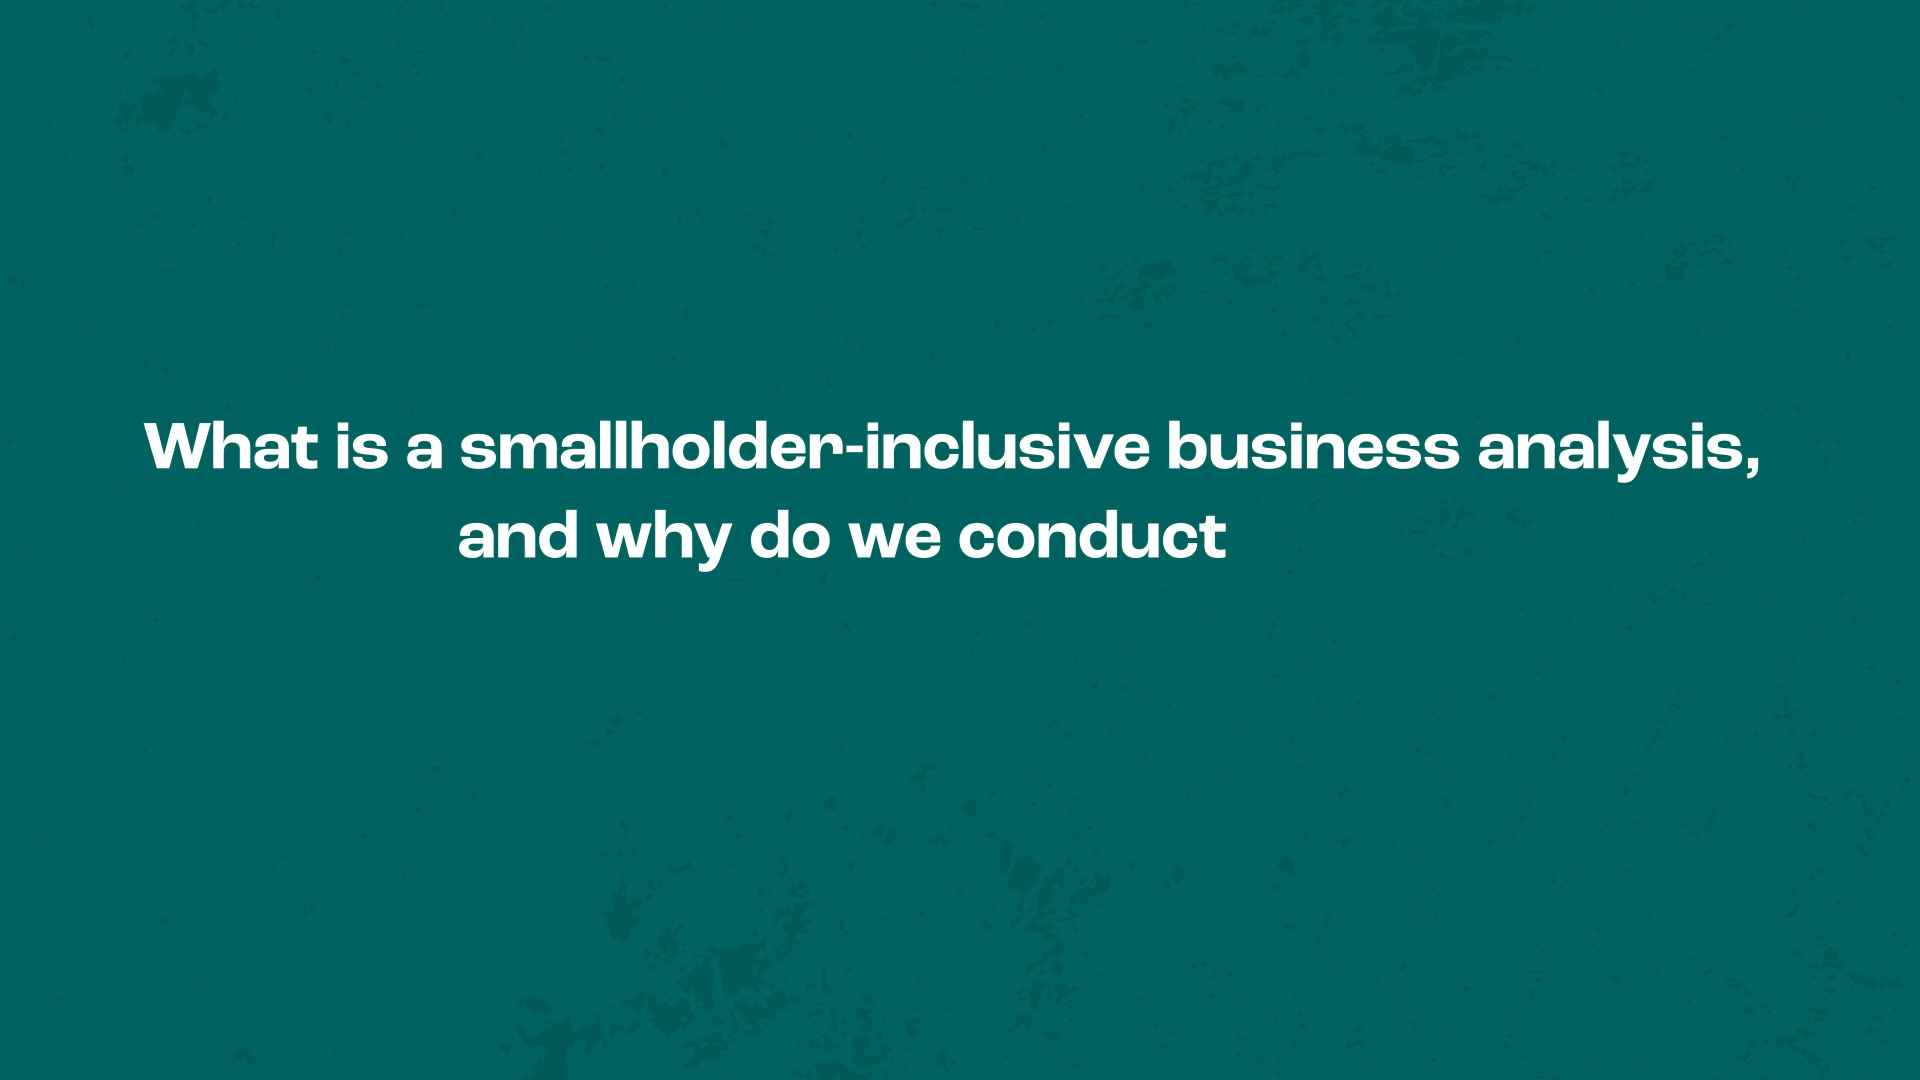 What is a smallholder-inclusive business analysis,
and why do we conduct